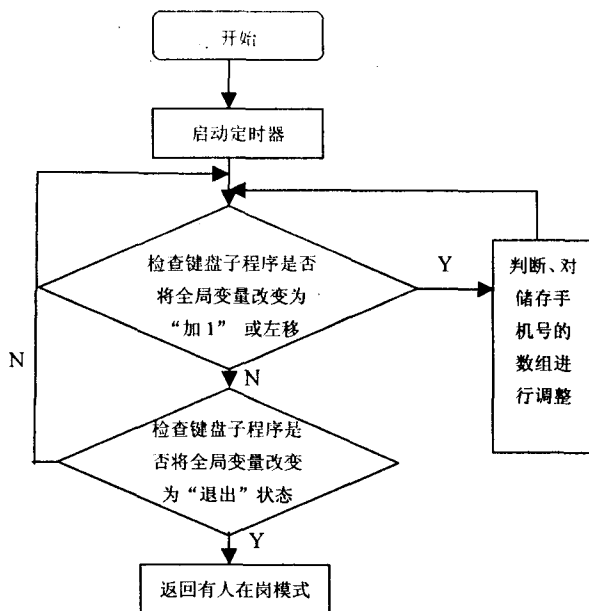 开始
启动定时器
检查键盘子程序是否
将全局变量改变为
“加1”或左移
Y
判断、对
储存手
机号的
数组进
行调整
N
N
检查键盘子程序是
否将全局变量改变
为“退出”状态
Y
返回有人在岗模式